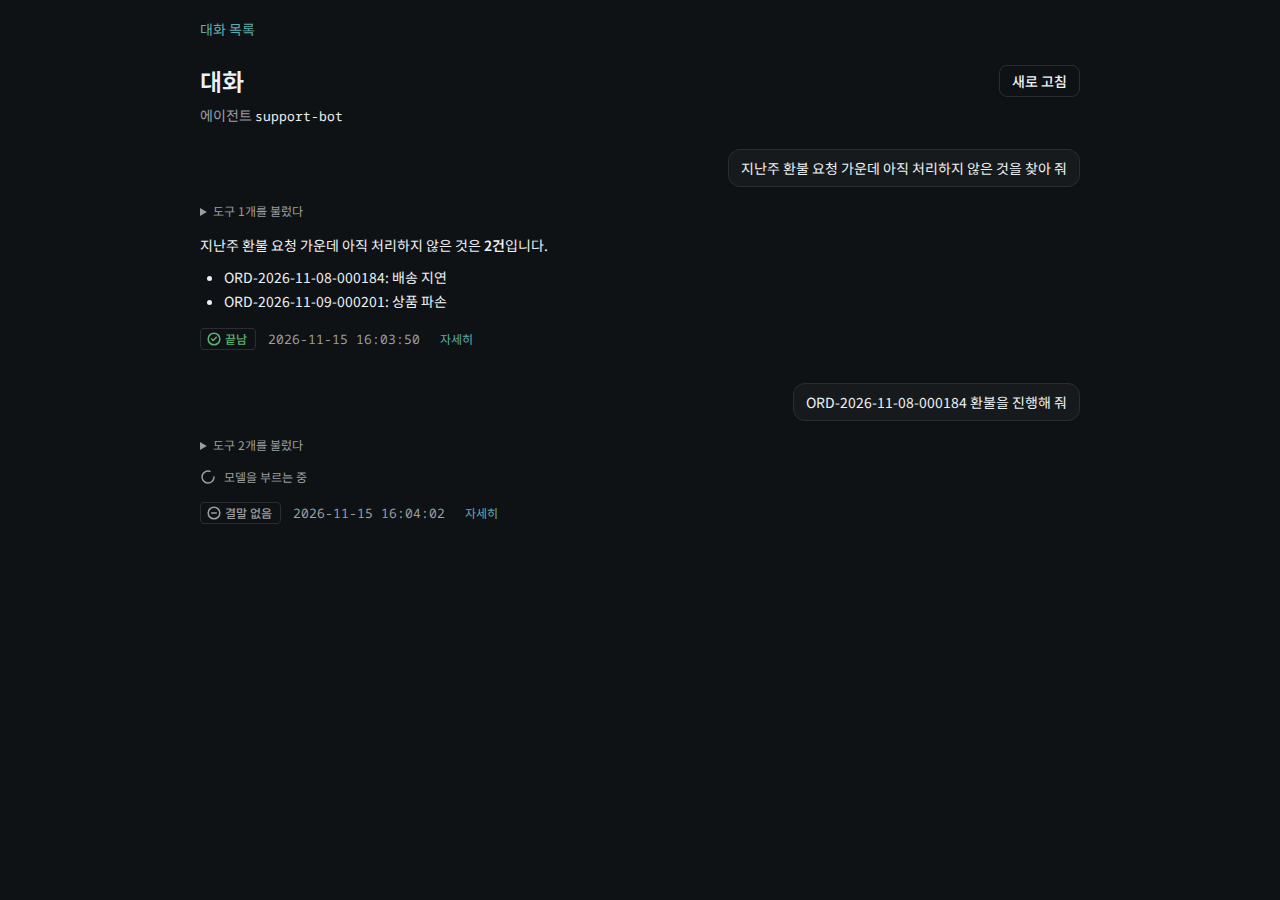 대화 목록
대화
새로 고침
에이전트 support-bot
지난주 환불 요청 가운데 아직 처리하지 않은 것을 찾아 줘
도구 1개를 불렀다
지난주 환불 요청 가운데 아직 처리하지 않은 것은 2건입니다.
ORD-2026-11-08-000184: 배송 지연
ORD-2026-11-09-000201: 상품 파손
끝남 2026-11-15 16:03:50 자세히
ORD-2026-11-08-000184 환불을 진행해 줘
도구 2개를 불렀다
모델을 부르는 중
결말 없음 2026-11-15 16:04:02 자세히